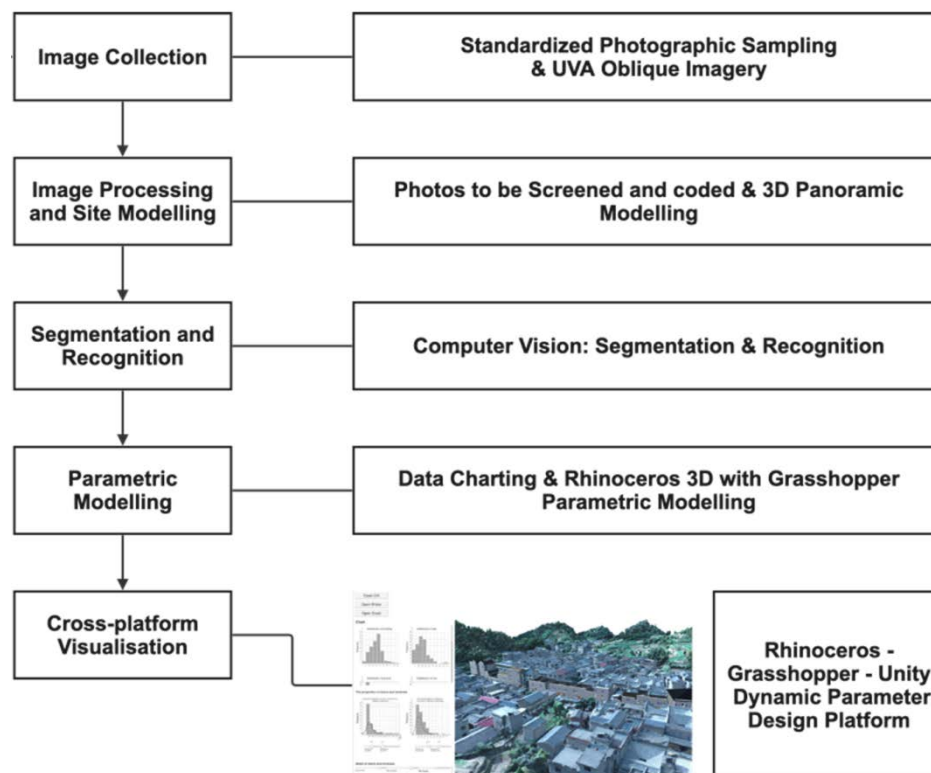 Image Collection
Standardized Photographic Sampling
& UVA Oblique Imagery
Image Processing
and Site Modelling
Photos to be Screened and coded & 3D Panoramic
Modelling
Segmentation and
Recognition
Computer Vision: Segmentation & Recognition
Parametric
Modelling
Data Charting & Rhinoceros 3D with Grasshopper
Parametric Modelling
Cross-platform
Visualisation
Rhinoceros -
Grasshopper - Unity
Dynamic Parameter
Design Platform